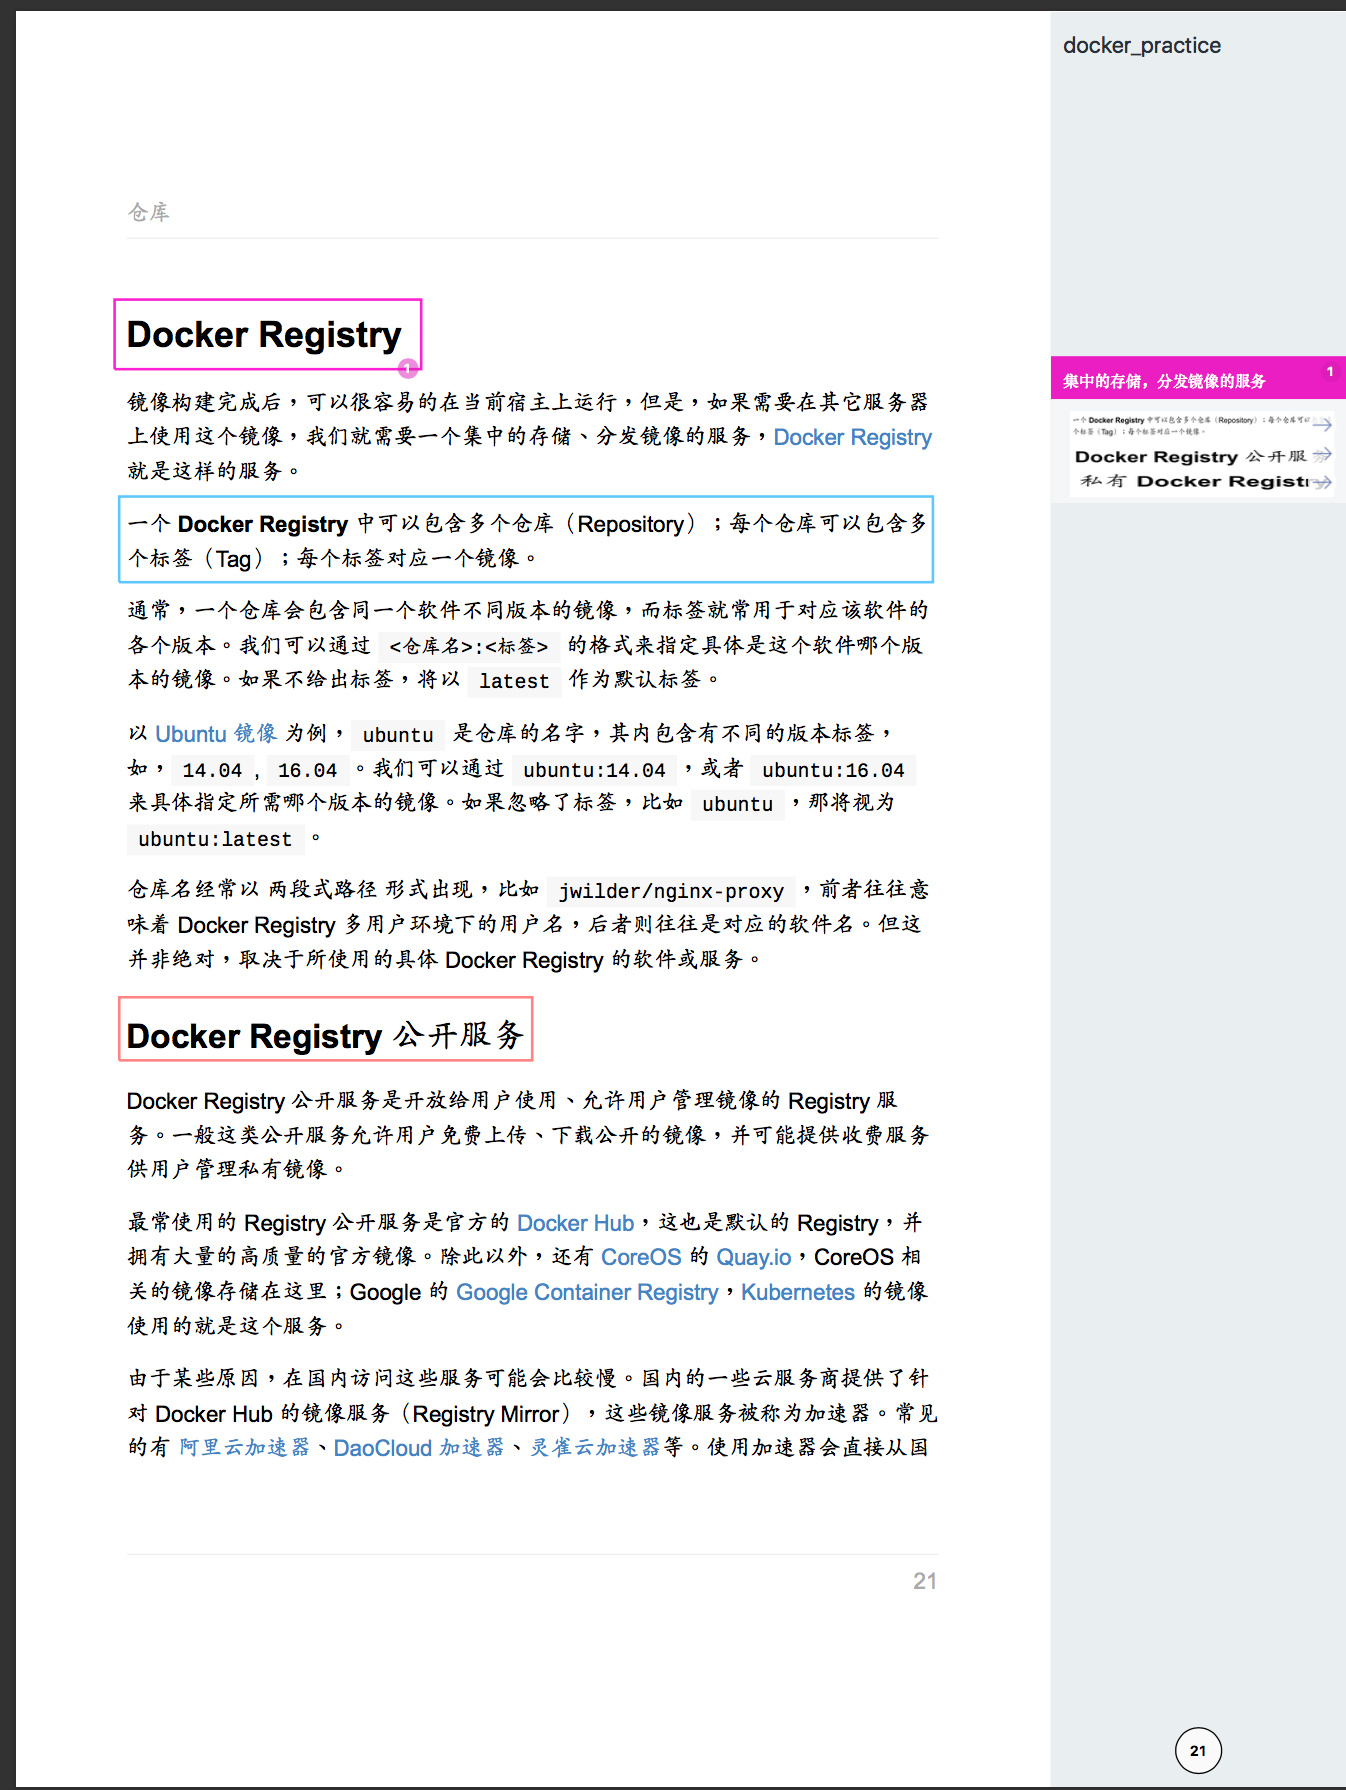 docker_practice
仓库
Docker Registry
1
镜像构建完成后，可以很容易的在当前宿主上运行，但是，如果需要在其它服务器
上使用这个镜像，我们就需要一个集中的存储、分发镜像的服务，Docker Registry
就是这样的服务。
一个 Docker Registry 中可以包含多个仓库（Repository）；每个仓库可以包含多
个标签（Tag）；每个标签对应一个镜像。
通常，一个仓库会包含同一个软件不同版本的镜像，而标签就常用于对应该软件的
各个版本。我们可以通过 <仓库名>:<标签> 的格式来指定具体是这个软件哪个版
本的镜像。如果不给出标签，将以 latest 作为默认标签。
以 Ubuntu 镜像 为例， ubuntu 是仓库的名字，其内包含有不同的版本标签，
如， 14.04 , 16.04 。我们可以通过 ubuntu:14.04 ，或者 ubuntu:16.04
来具体指定所需哪个版本的镜像。如果忽略了标签，比如 ubuntu ，那将视为
ubuntu:latest 。
仓库名经常以 两段式路径 形式出现，比如 jwilder/nginx-proxy ，前者往往意
味着 Docker Registry 多用户环境下的用户名，后者则往往是对应的软件名。但这
并非绝对，取决于所使用的具体 Docker Registry 的软件或服务。
Docker Registry 公开服务
Docker Registry 公开服务是开放给用户使用、允许用户管理镜像的 Registry 服
务。一般这类公开服务允许用户免费上传、下载公开的镜像，并可能提供收费服务
供用户管理私有镜像。
最常使用的 Registry 公开服务是官方的 Docker Hub，这也是默认的 Registry，并
拥有大量的高质量的官方镜像。除此以外，还有 CoreOS 的 Quay.io，CoreOS 相
关的镜像存储在这里；Google 的 Google Container Registry，Kubernetes 的镜像
使用的就是这个服务。
由于某些原因，在国内访问这些服务可能会比较慢。国内的一些云服务商提供了针
对 Docker Hub 的镜像服务（Registry Mirror），这些镜像服务被称为加速器。常见
的有 阿里云加速器、DaoCloud 加速器、灵雀云加速器等。使用加速器会直接从国
21
集中的存储，分发镜像的服务 1
一个 Docker Registry 中可以包含多个仓库（Repository）；每个仓库可以
个标签（Tag）；每个标签对应一个镜像。
Docker Registry 公开服务
私有 Docker Registr
21